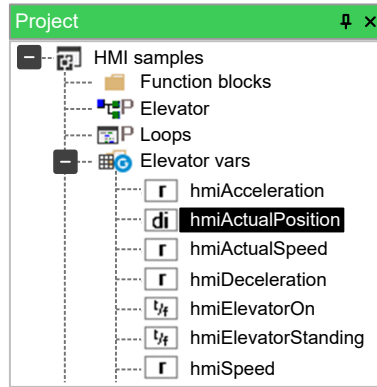 Project
HMI samples
Function blocks
P Elevator
P Loops
Elevator vars
r hmiAcceleration
di hmiActualPosition
r hmiActualSpeed
r hmiDeceleration
t/f hmiElevatorOn
t/f hmiElevatorStanding
r hmiSpeed